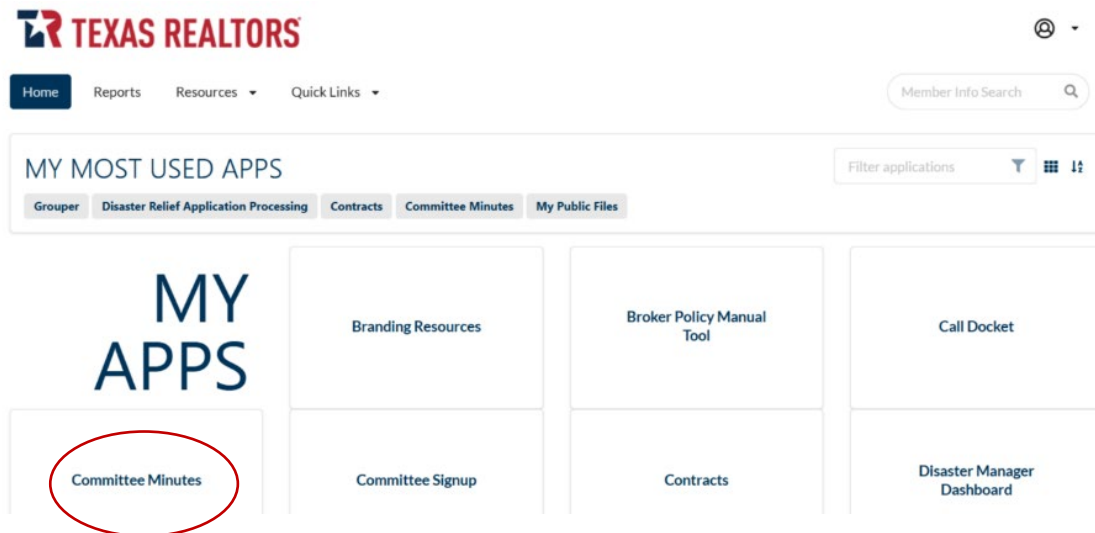 TEXAS REALTORS
Home Reports Resources Quick Links Member Info Search
MY MOST USED APPS Filter applications
Grouper Disaster Relief Application Processing Contracts Committee Minutes My Public Files
MY
APPS
Branding Resources
Broker Policy Manual
Tool
Call Docket
Committee Minutes
Committee Signup
Contracts
Disaster Manager
Dashboard